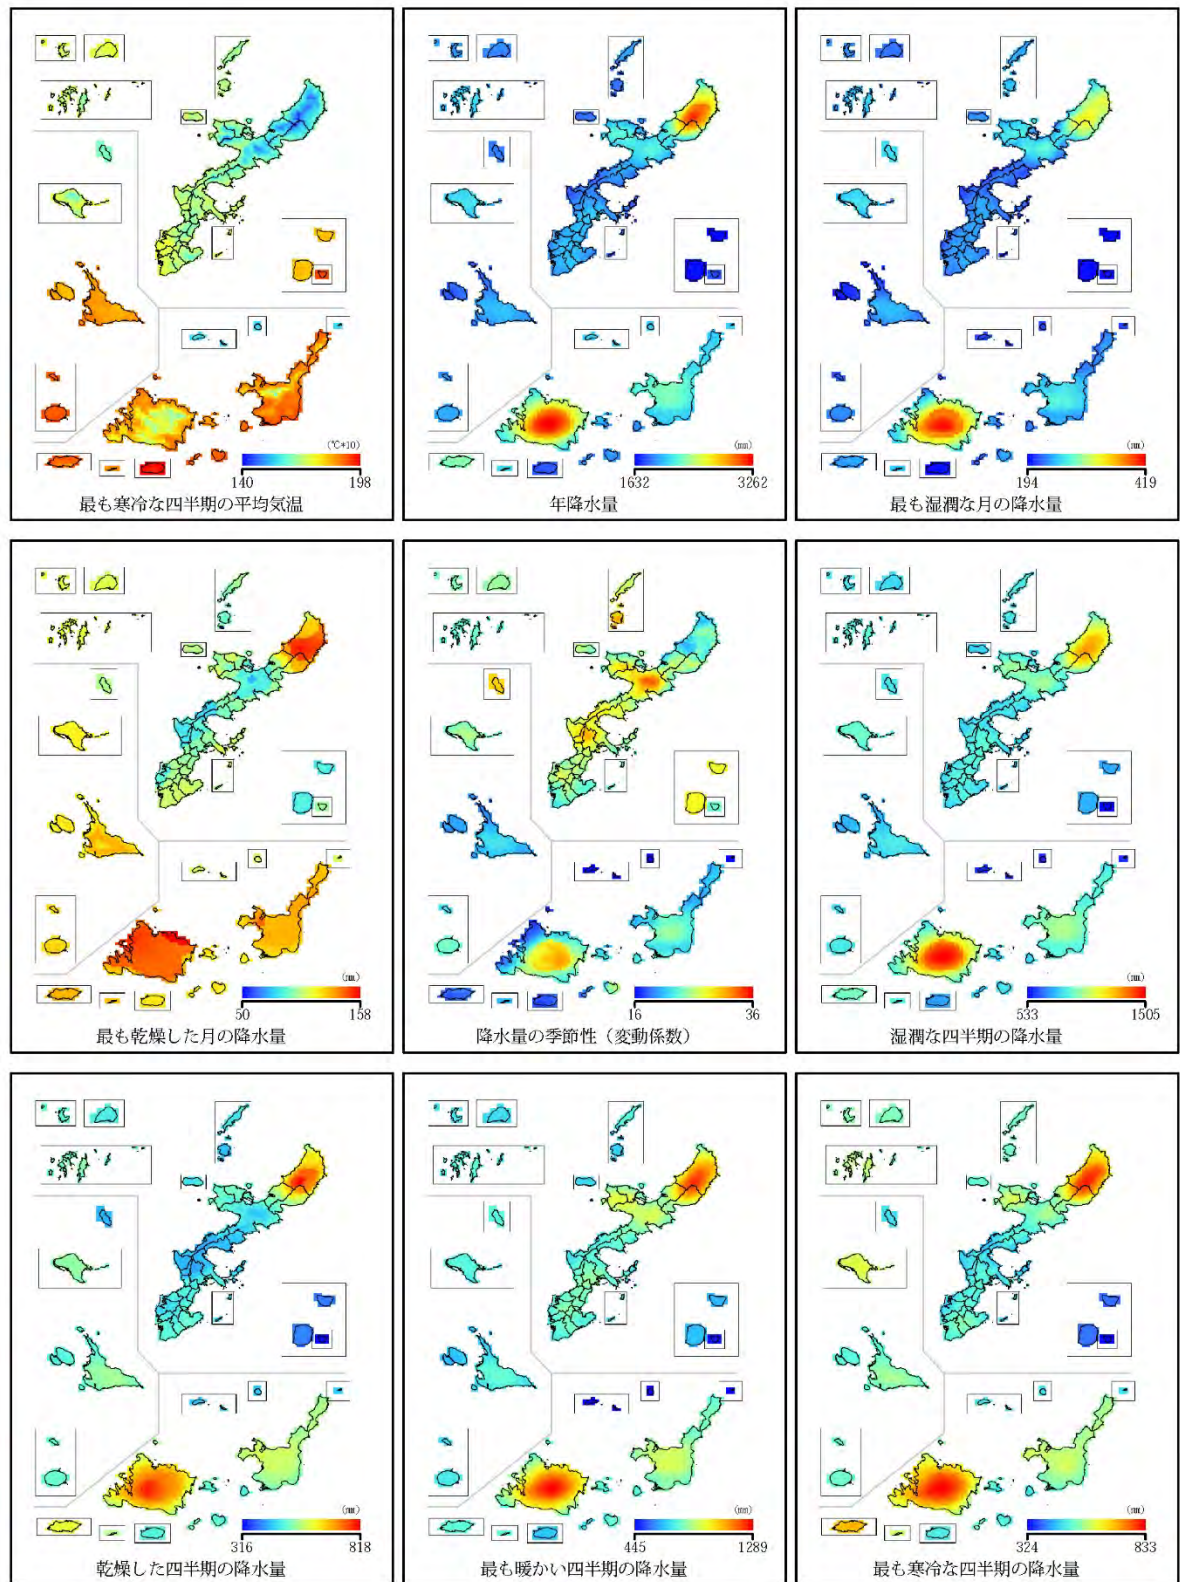 (℃*10)
140 198
最も寒冷な四半期の平均気温
(㎜)
1632 3262
年降水量
(㎜)
194 419
最も湿潤な月の降水量
(㎜)
50 158
最も乾燥した月の降水量
16 36
降水量の季節性（変動係数）
(㎜)
533 1505
湿潤な四半期の降水量
(㎜)
316 818
乾燥した四半期の降水量
(㎜)
445 1289
最も暖かい四半期の降水量
(㎜)
324 833
最も寒冷な四半期の降水量